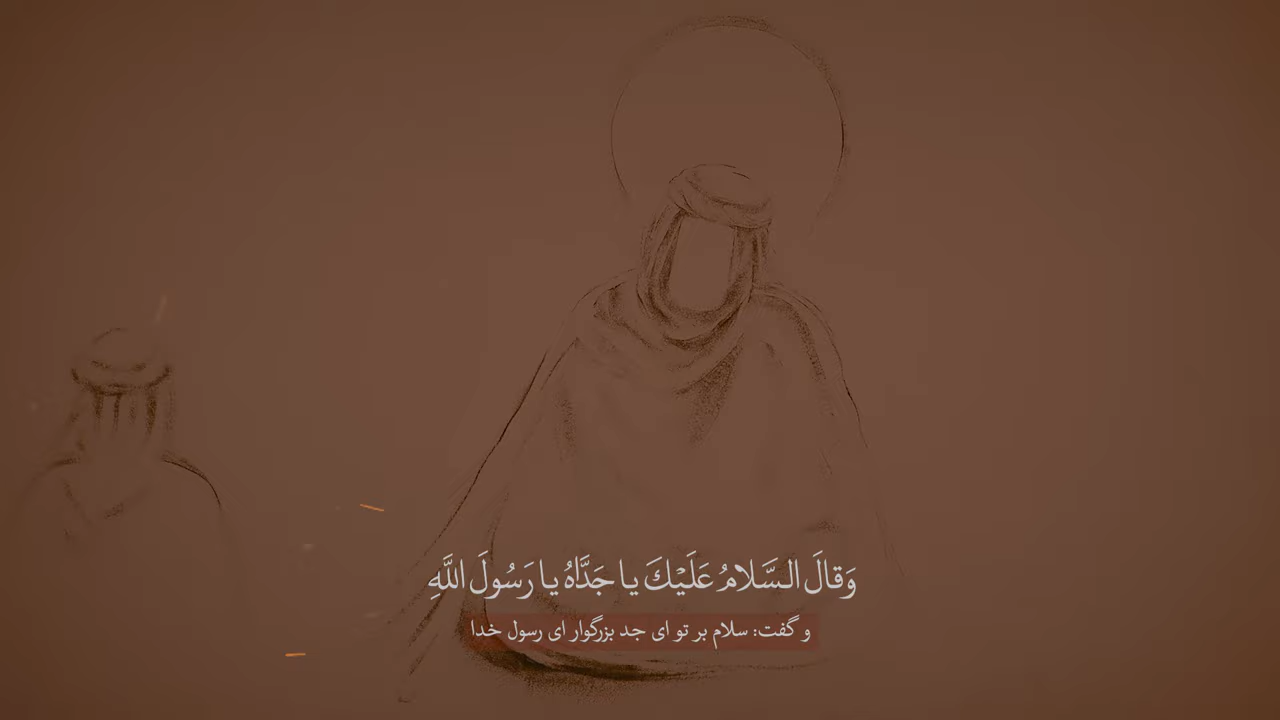 وَقالَ السَّلامُ عَلَيْكَ يا جَدَّاهُ يا رَسُولَ اللَّهِ
و گفت: سلام بر تو ای جد بزرگوار ای رسول خدا